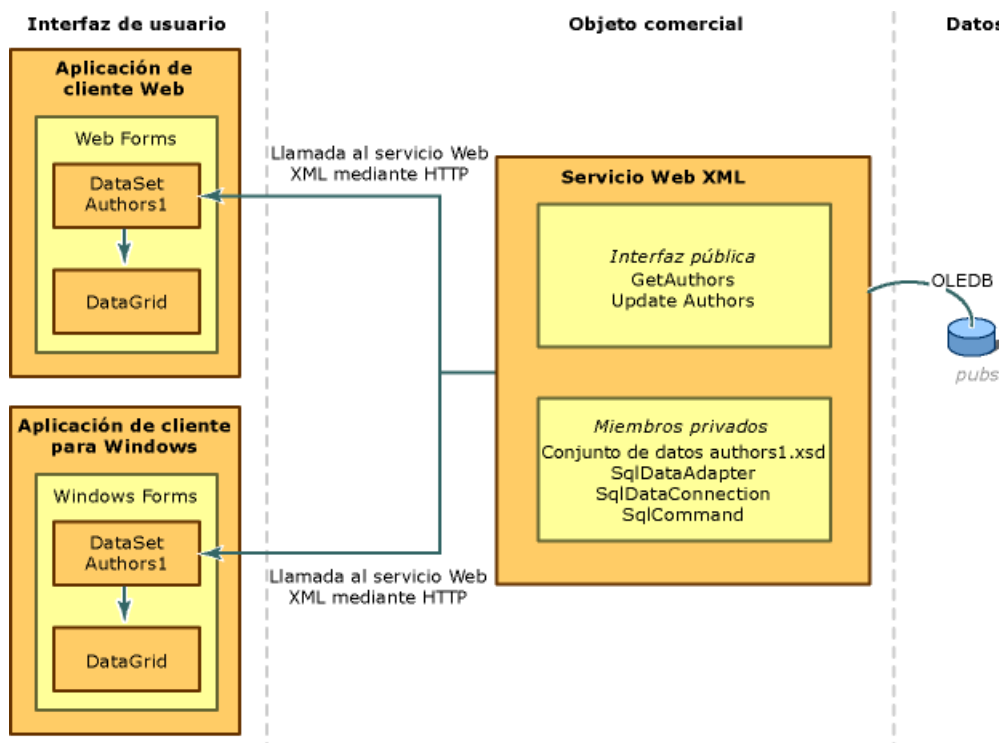 Interfaz de usuario
Objeto comercial
Datos
Aplicación de
cliente Web
Web Forms
DataSet
Authors1
DataGrid
Llamada al servicio Web
XML mediante HTTP
Servicio Web XML
Interfaz pública
GetAuthors
Update Authors
OLEDB
pubs
Miembros privados
Conjunto de datos authors1.xsd
SqlDataAdapter
SqlDataConnection
SqlCommand
Aplicación de cliente
para Windows
Windows Forms
DataSet
Authors1
DataGrid
Llamada al servicio Web
XML mediante HTTP